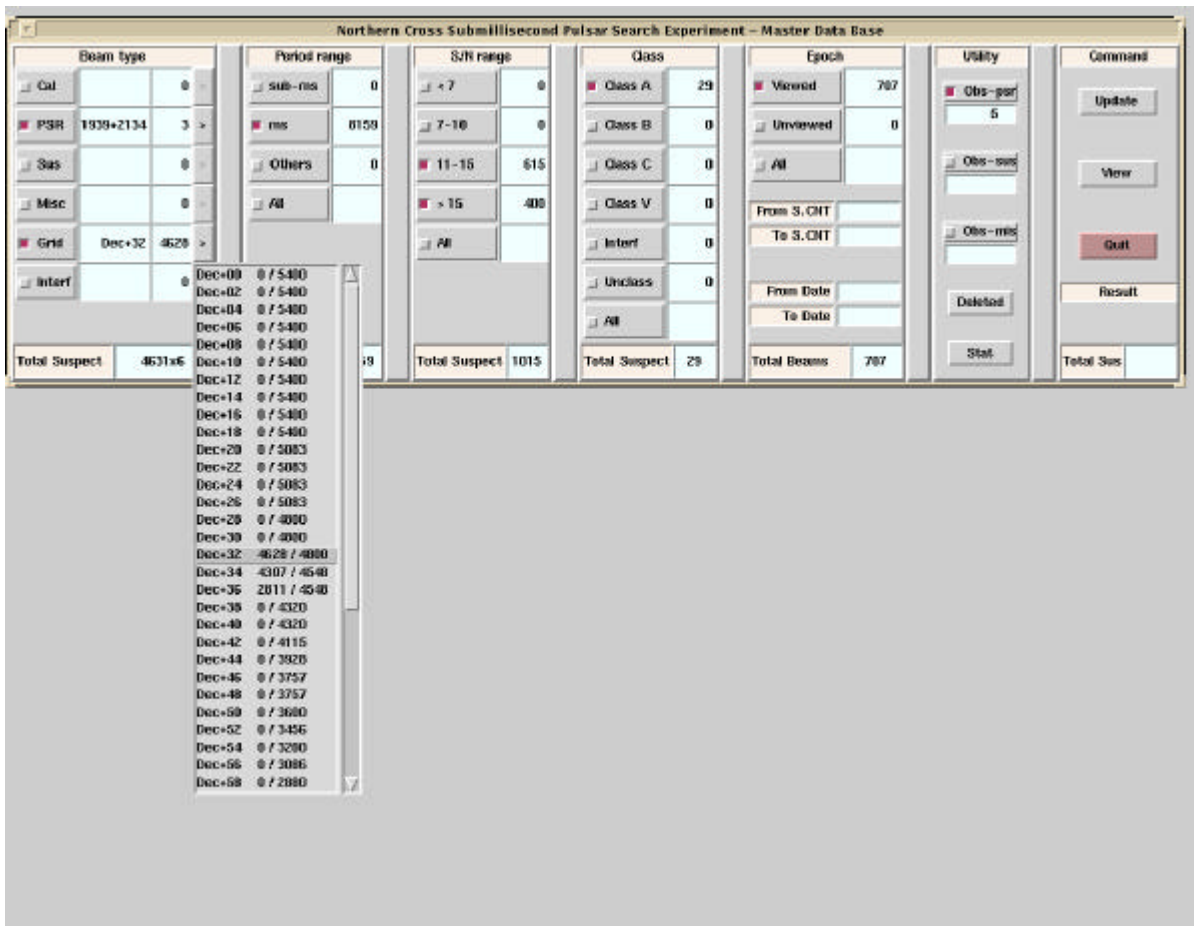 Northern Cross Submillisecond Pulsar Search Experiment - Master Data Base
Beam type
Cal 0
PSR 1939+2134 3 >
Sus 0
Misc 0
Grid Dec+32 4628 >
Interf 0
Total Suspect 4631x6
Period range
sub-ms 0
ms 8159
Others 0
All
59
S/N range
< 7 0
7-10 0
11-15 615
> 15 400
All
Total Suspect 1015
Class
Class A 29
Class B 0
Class C 0
Class V 0
Interf 0
Unclass 0
All
Total Suspect 29
Epoch
Viewed 707
Unviewed 0
All
From S.CNT
To S.CNT
From Date
To Date
Total Beams 707
Utility
Obs-psr
5
Obs-sus
Obs-mis
Deleted
Stat
Command
Update
View
Quit
Result
Total Sus
Dec+00 0 / 5400
Dec+02 0 / 5400
Dec+04 0 / 5400
Dec+06 0 / 5400
Dec+08 0 / 5400
Dec+10 0 / 5400
Dec+12 0 / 5400
Dec+14 0 / 5400
Dec+16 0 / 5400
Dec+18 0 / 5400
Dec+20 0 / 5083
Dec+22 0 / 5083
Dec+24 0 / 5083
Dec+26 0 / 5083
Dec+28 0 / 4800
Dec+30 0 / 4800
Dec+32 4628 / 4800
Dec+34 4307 / 4548
Dec+36 2811 / 4548
Dec+38 0 / 4320
Dec+40 0 / 4320
Dec+42 0 / 4115
Dec+44 0 / 3928
Dec+46 0 / 3757
Dec+48 0 / 3757
Dec+50 0 / 3600
Dec+52 0 / 3456
Dec+54 0 / 3200
Dec+56 0 / 3086
Dec+58 0 / 2880